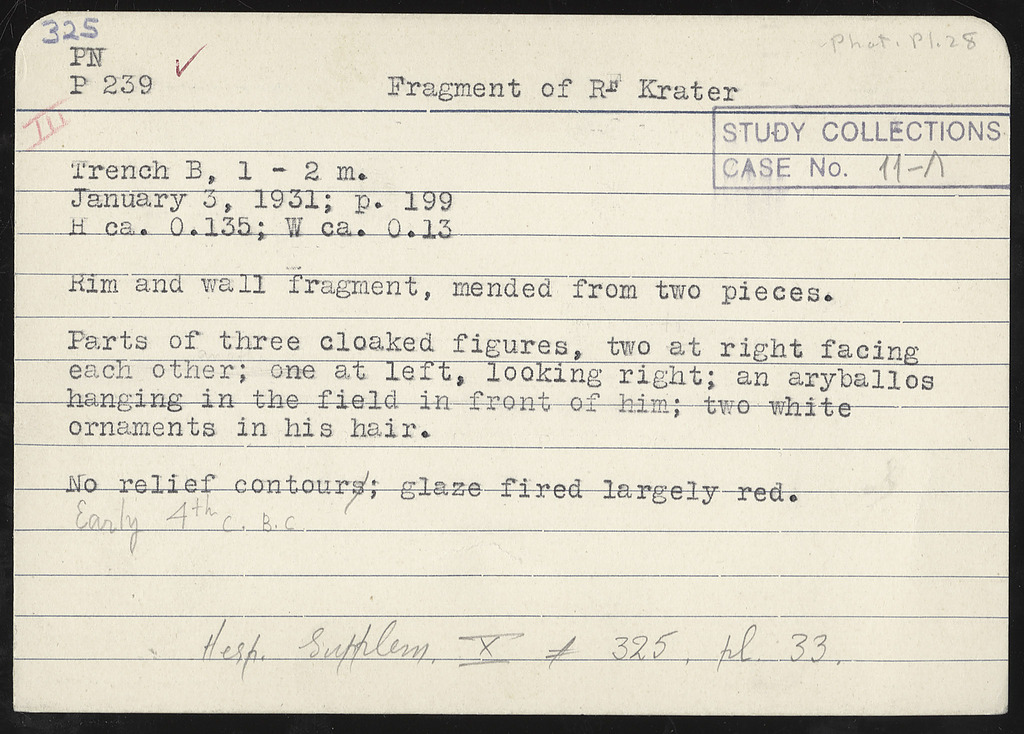 325
Phot. Pl. 28
PN
P 239
Fragment of RF Krater
III
STUDY COLLECTIONS
CASE No. 11-Λ
Trench B, 1 - 2 m.
January 3, 1931; p. 199
H ca. 0.135; W ca. 0.13
Rim and wall fragment, mended from two pieces.
Parts of three cloaked figures, two at right facing
each other; one at left, looking right; an aryballos
hanging in the field in front of him; two white
ornaments in his hair.
No relief contours; glaze fired largely red.
Early 4th c. B.C.
Hesp. Supplem. X # 325, pl. 33.